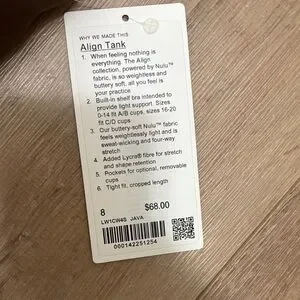 WHY WE MADE THIS
Align Tank
1. When feeling nothing is
everything. The Align
collection, powered by Nulu™
fabric, is so weightless and
buttery soft, all you feel is
your practice
2. Built-in shelf bra intended to
provide light support. Sizes
0-14 fit A/B cups, sizes 16-20
fit C/D cups
3. Our buttery-soft Nulu™ fabric
feels weightlessly light and is
sweat-wicking and four-way
stretch
4. Added Lycra® fibre for stretch
and shape retention
5. Pockets for optional, removable
cups
6. Tight fit, cropped length
8 $68.00
LW1CW4S JAVA
000142251254